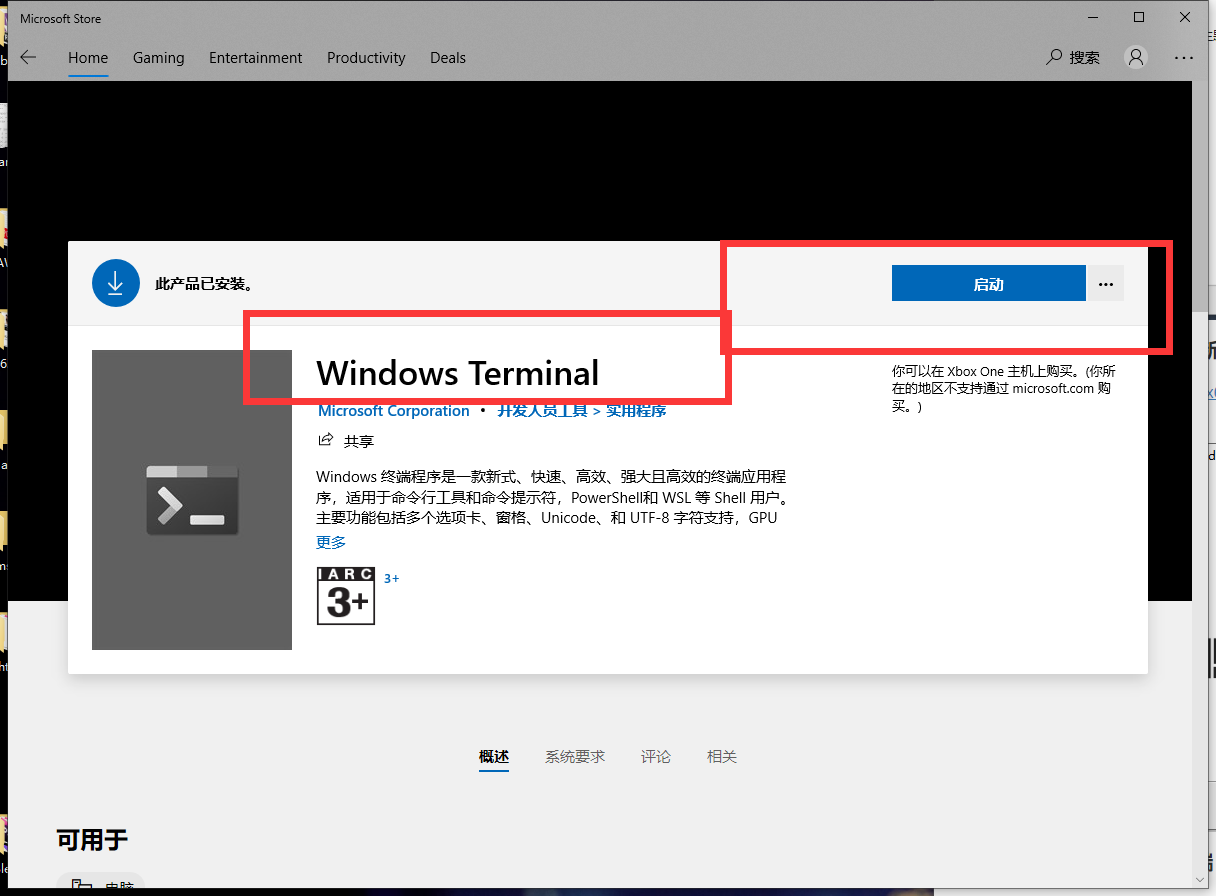 Microsoft Store
Home Gaming Entertainment Productivity Deals 搜索
此产品已安装。
启动
Windows Terminal
Microsoft Corporation • 开发人员工具 > 实用程序
共享
你可以在 Xbox One 主机上购买。(你所
在的地区不支持通过 microsoft.com 购
买。)
Windows 终端程序是一款新式、快速、高效、强大且高效的终端应用程
序，适用于命令行工具和命令提示符，PowerShell和 WSL 等 Shell 用户。
主要功能包括多个选项卡、窗格、Unicode、和 UTF-8 字符支持，GPU
更多
IARC
3+
3+
概述 系统要求 评论 相关
可用于
电脑